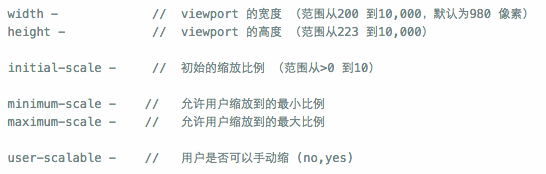 width -             //  viewport 的宽度 （范围从200 到10,000，默认为980 像素）
height -            //  viewport 的高度 （范围从223 到10,000）
initial-scale -     //  初始的缩放比例 （范围从>0 到10）
minimum-scale -    //   允许用户缩放到的最小比例
maximum-scale -    //   允许用户缩放到的最大比例
user-scalable -    //   用户是否可以手动缩 (no,yes)